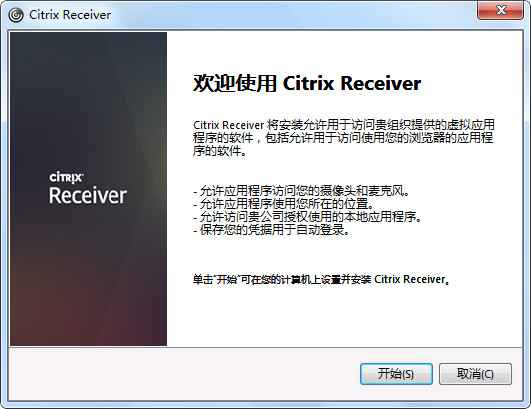 Citrix Receiver
欢迎使用 Citrix Receiver
Citrix Receiver 将安装允许用于访问贵组织提供的虚拟应用
程序的软件，包括允许用于访问使用您的浏览器的应用程
序的软件。
- 允许应用程序访问您的摄像头和麦克风。
- 允许应用程序使用您所在的位置。
- 允许访问贵公司授权使用的本地应用程序。
- 保存您的凭据用于自动登录。
CITRIX
Receiver
单击"开始"可在您的计算机上设置并安装 Citrix Receiver。
开始(S)
取消(C)